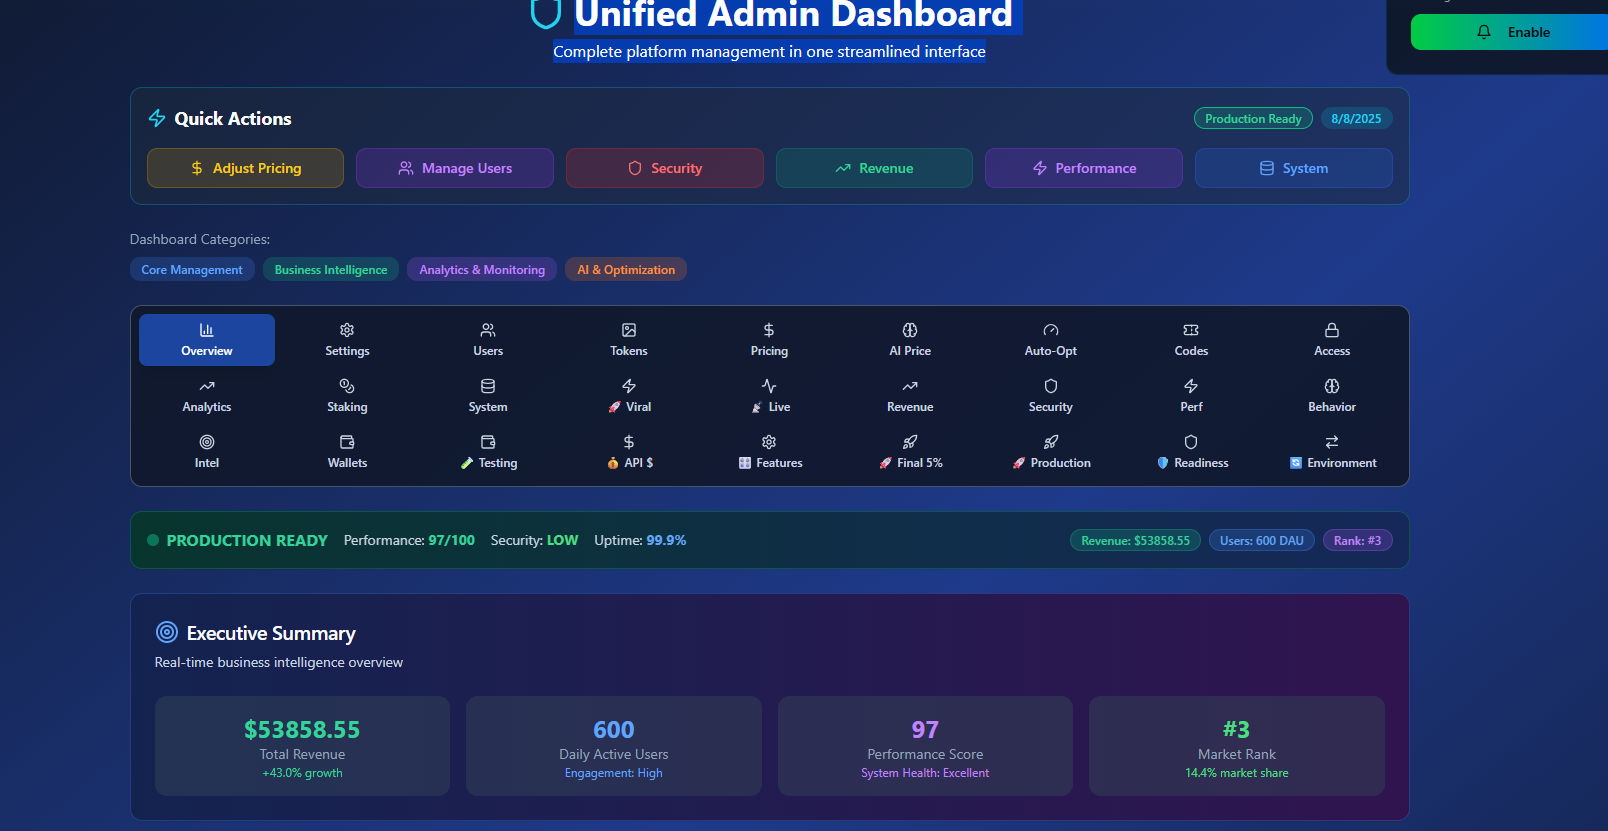 Unified Admin Dashboard
Complete platform management in one streamlined interface
Enable
Quick Actions
Production Ready
8/8/2025
Adjust Pricing
Manage Users
Security
Revenue
Performance
System
Dashboard Categories:
Core Management
Business Intelligence
Analytics & Monitoring
AI & Optimization
Overview
Settings
Users
Tokens
Pricing
AI Price
Auto-Opt
Codes
Access
Analytics
Staking
System
🚀 Viral
📡 Live
Revenue
Security
Perf
Behavior
Intel
Wallets
🧪 Testing
💰 API $
🎛️ Features
🚀 Final 5%
🚀 Production
🛡️ Readiness
🔄 Environment
PRODUCTION READY
Performance: 97/100
Security: LOW
Uptime: 99.9%
Revenue: $53858.55
Users: 600 DAU
Rank: #3
Executive Summary
Real-time business intelligence overview
$53858.55
Total Revenue
+43.0% growth
600
Daily Active Users
Engagement: High
97
Performance Score
System Health: Excellent
#3
Market Rank
14.4% market share